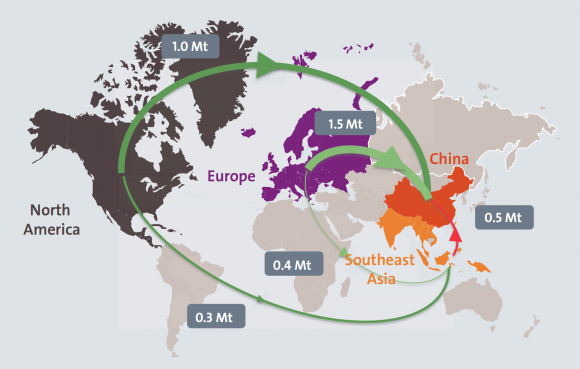 1.0 Mt
1.5 Mt
China
Europe
North
America
0.5 Mt
Southeast
Asia
0.4 Mt
0.3 Mt